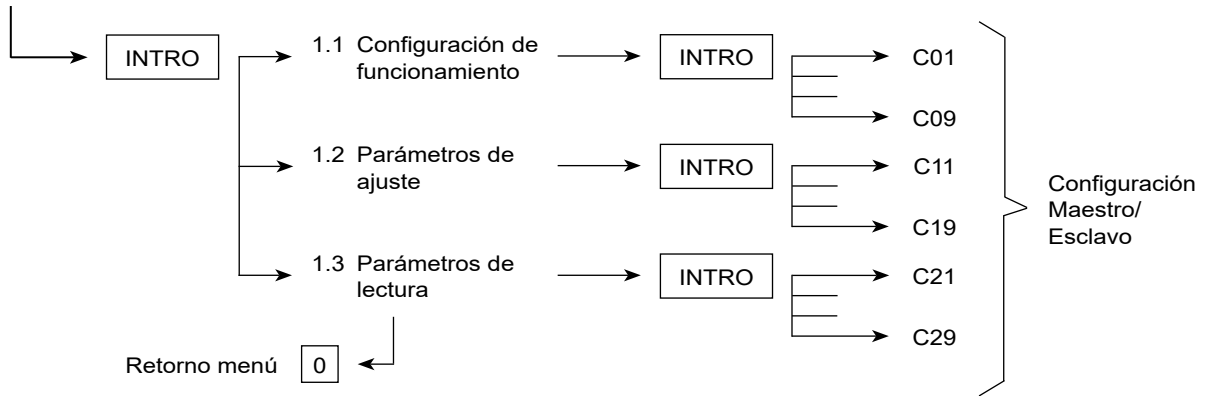 INTRO
1.1 Configuración de
funcionamiento
INTRO
C01
C09
1.2 Parámetros de
ajuste
INTRO
C11
C19
1.3 Parámetros de
lectura
INTRO
C21
C29
Configuración
Maestro/
Esclavo
Retorno menú 0